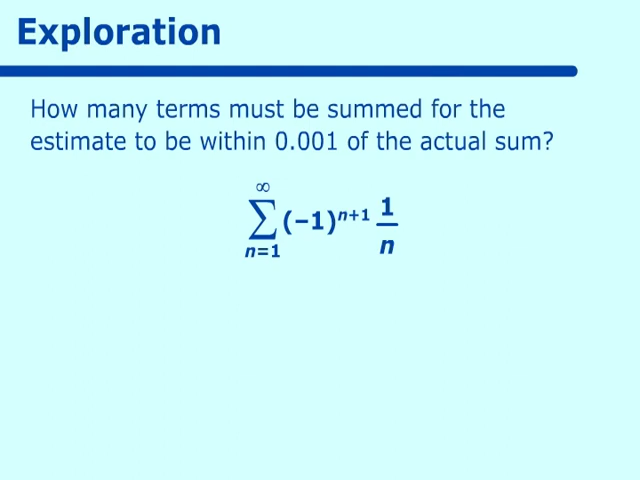 Exploration
How many terms must be summed for the
estimate to be within 0.001 of the actual sum?
∞
∑ (–1)ⁿ⁺¹ 1/n
n=1